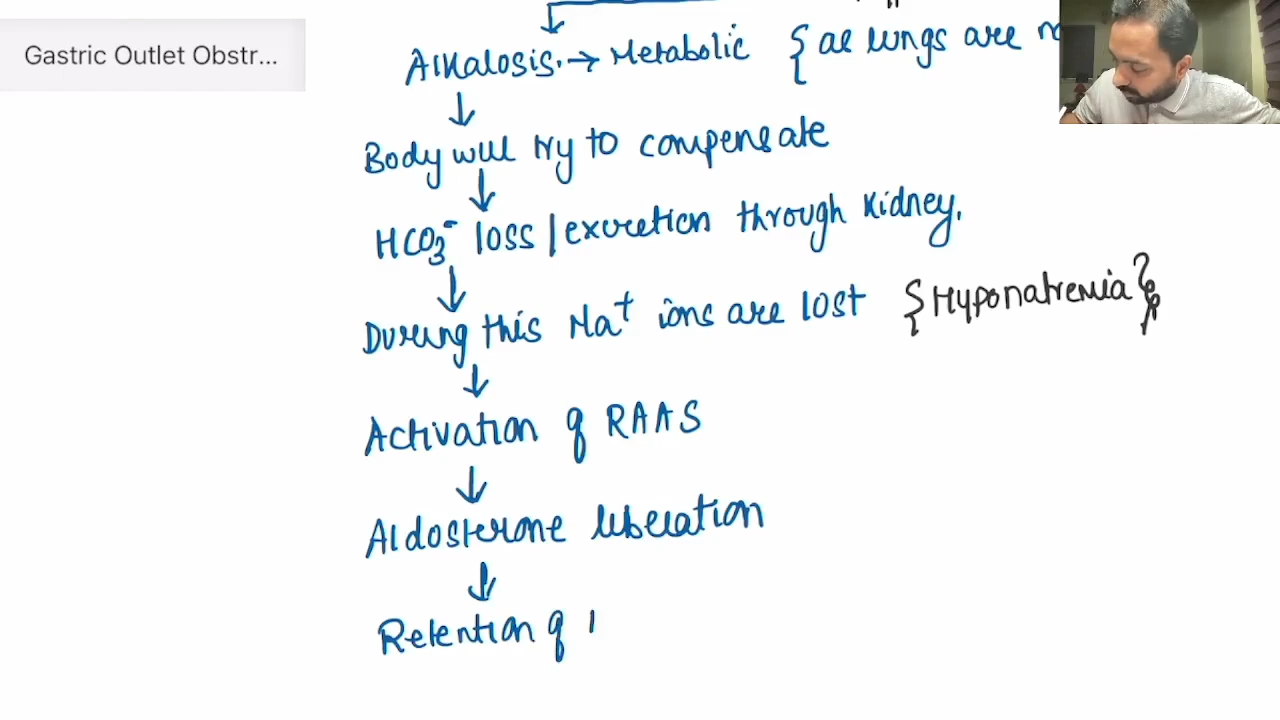 Gastric Outlet Obstr...
Alkalosis. → Metabolic { as lungs are
↓
Body will try to compensate
↓
HCO3- loss / excretion through kidney.
↓
During this Na+ ions are lost { Hyponatremia }
↓
Activation of RAAS
↓
Aldosterone liberation
↓
Retention of